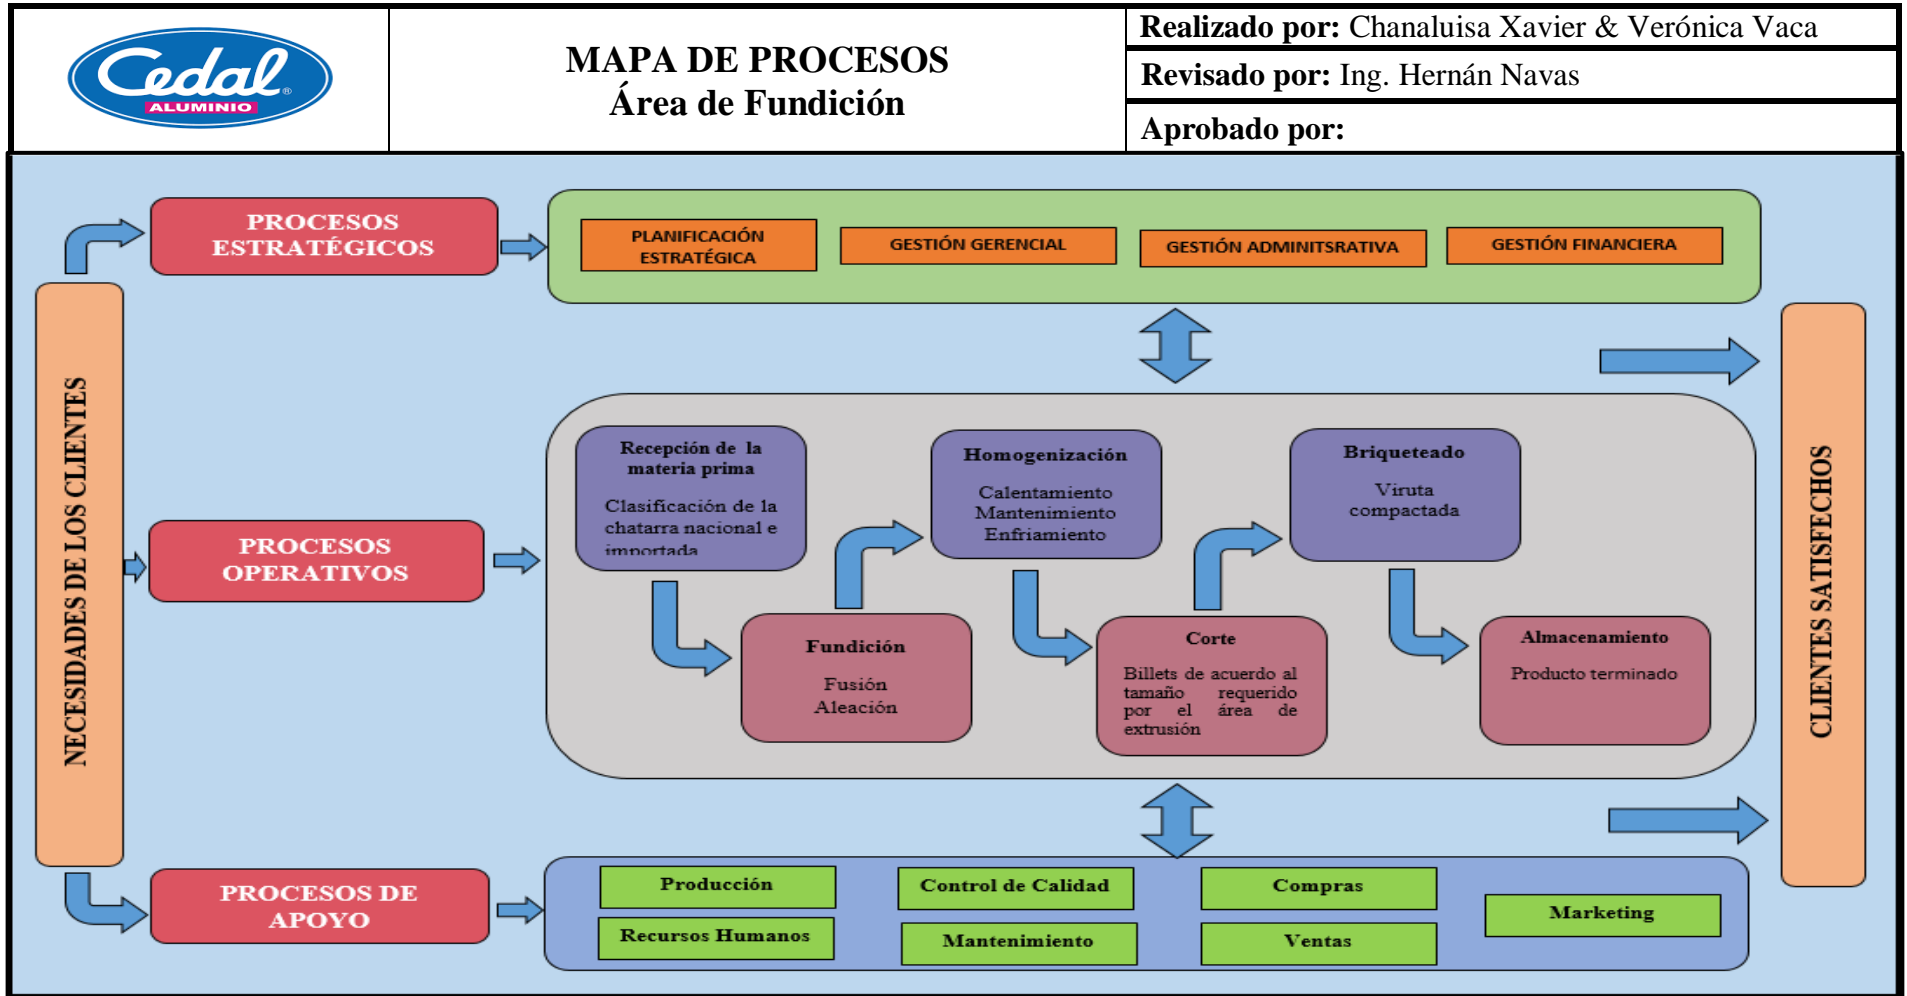 Cedal®
ALUMINIO
MAPA DE PROCESOS
Área de Fundición
Realizado por: Chanaluisa Xavier & Verónica Vaca
Revisado por: Ing. Hernán Navas
Aprobado por:
NECESIDADES DE LOS CLIENTES
PROCESOS
ESTRATÉGICOS
PLANIFICACIÓN
ESTRATÉGICA
GESTIÓN GERENCIAL
GESTIÓN ADMINITSRATIVA
GESTIÓN FINANCIERA
PROCESOS
OPERATIVOS
Recepción de la
materia prima
Clasificación de la
chatarra nacional e
importada
Fundición
Fusión
Aleación
Homogenización
Calentamiento
Mantenimiento
Enfriamiento
Corte
Billets de acuerdo al
tamaño requerido
por el área de
extrusión
Briqueteado
Viruta
compactada
Almacenamiento
Producto terminado
PROCESOS DE
APOYO
Producción
Control de Calidad
Compras
Marketing
Recursos Humanos
Mantenimiento
Ventas
CLIENTES SATISFECHOS